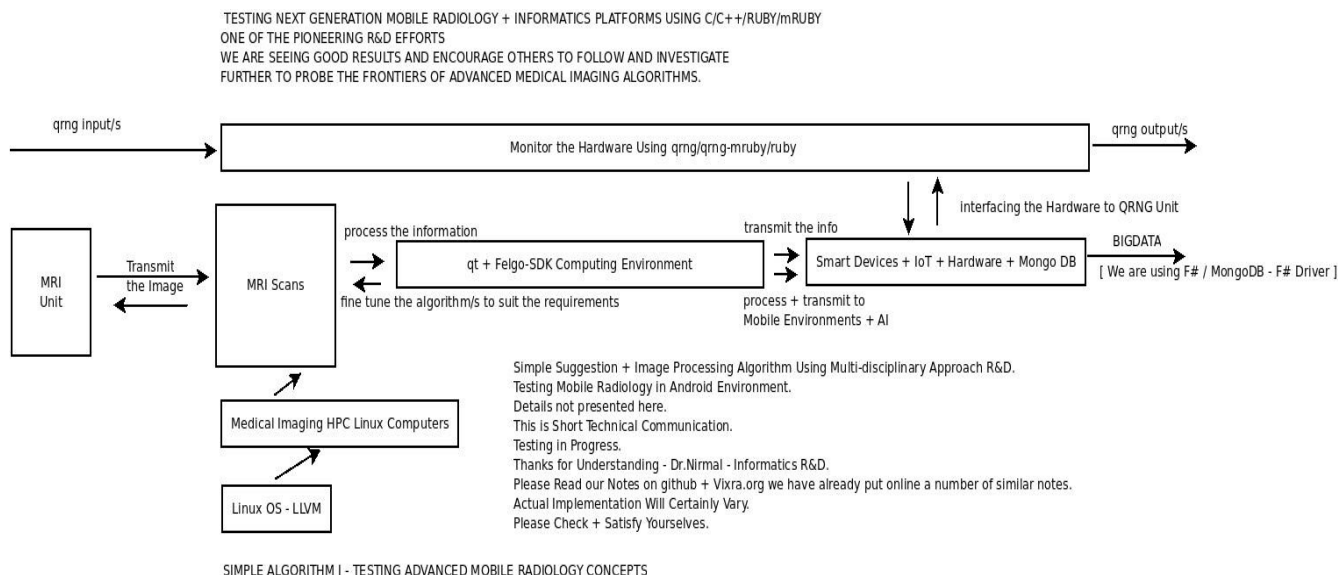 TESTING NEXT GENERATION MOBILE RADIOLOGY + INFORMATICS PLATFORMS USING C/C++/RUBY/mRUBY
ONE OF THE PIONEERING R&D EFFORTS
WE ARE SEEING GOOD RESULTS AND ENCOURAGE OTHERS TO FOLLOW AND INVESTIGATE
FURTHER TO PROBE THE FRONTIERS OF ADVANCED MEDICAL IMAGING ALGORITHMS.
qrng input/s
Monitor the Hardware Using qrng/qrng-mruby/ruby
qrng output/s
interfacing the Hardware to QRNG Unit
MRI
Unit
Transmit
the Image
MRI Scans
process the information
fine tune the algorithm/s to suit the requirements
qt + Felgo-SDK Computing Environment
transmit the info
process + transmit to
Mobile Environments + AI
Smart Devices + IoT + Hardware + Mongo DB
BIGDATA
[ We are using F# / MongoDB - F# Driver ]
Medical Imaging HPC Linux Computers
Linux OS - LLVM
Simple Suggestion + Image Processing Algorithm Using Multi-disciplinary Approach R&D.
Testing Mobile Radiology in Android Environment.
Details not presented here.
This is Short Technical Communication.
Testing in Progress.
Thanks for Understanding - Dr.Nirmal - Informatics R&D.
Please Read our Notes on github + Vixra.org we have already put online a number of similar notes.
Actual Implementation Will Certainly Vary.
Please Check + Satisfy Yourselves.
SIMPLE ALGORITHM I - TESTING ADVANCED MOBILE RADIOLOGY CONCEPTS